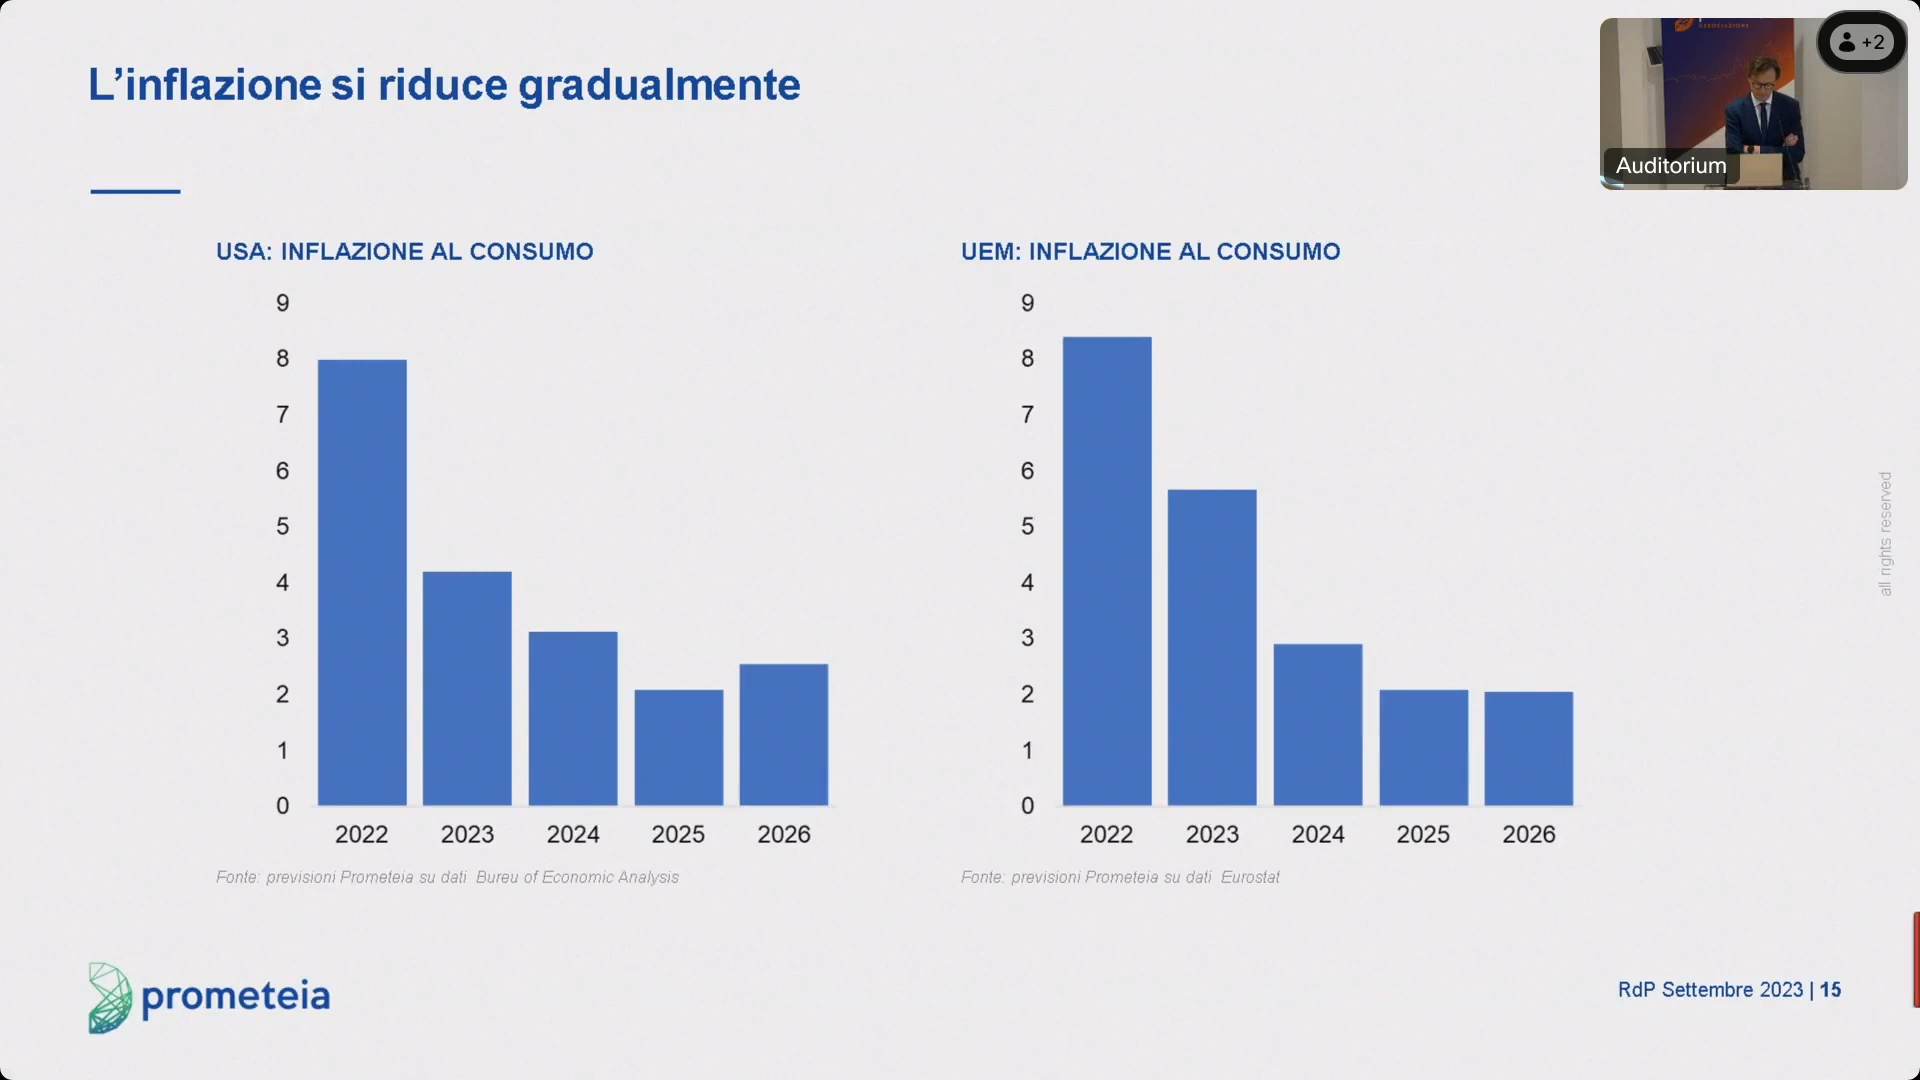 L’inflazione si riduce gradualmente
ASSOCIAZIONE
+2
Auditorium
USA: INFLAZIONE AL CONSUMO
9
8
7
6
5
4
3
2
1
0
2022 2023 2024 2025 2026
Fonte: previsioni Prometeia su dati Bureu of Economic Analysis
UEM: INFLAZIONE AL CONSUMO
9
8
7
6
5
4
3
2
1
0
2022 2023 2024 2025 2026
Fonte: previsioni Prometeia su dati Eurostat
all rights reserved
prometeia
RdP Settembre 2023 | 15